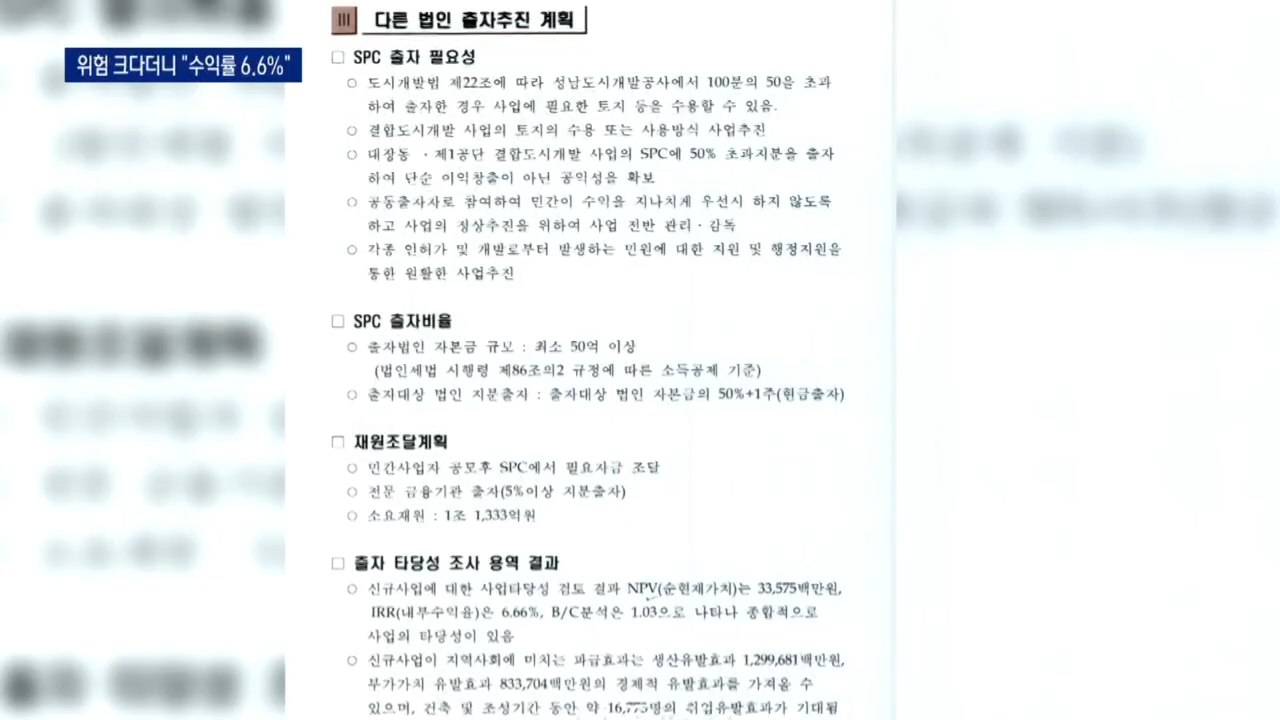 위험 크다더니 "수익률 6.6%"
Ⅲ 다른 법인 출자추진 계획
□ SPC 출자 필요성
○ 도시개발법 제22조에 따라 성남도시개발공사에서 100분의 50을 초과
하여 출자한 경우 사업에 필요한 토지 등을 수용할 수 있음.
○ 결합도시개발 사업의 토지의 수용 또는 사용방식 사업추진
○ 대장동 · 제1공단 결합도시개발 사업의 SPC에 50% 초과지분을 출자
하여 단순 이익창출이 아닌 공익성을 확보
○ 공동출자자로 참여하여 민간이 수익을 지나치게 우선시 하지 않도록
하고 사업의 정상추진을 위하여 사업 전반 관리 · 감독
○ 각종 인허가 및 개발로부터 발생하는 민원에 대한 지원 및 행정지원을
통한 원활한 사업추진
□ SPC 출자비율
○ 출자법인 자본금 규모 : 최소 50억 이상
(법인세법 시행령 제86조의2 규정에 따른 소득공제 기준)
○ 출자대상 법인 지분출자 : 출자대상 법인 자본금의 50%+1주(현금출자)
□ 재원조달계획
○ 민간사업자 공모후 SPC에서 필요자금 조달
○ 전문 금융기관 출자(5%이상 지분출자)
○ 소요재원 : 1조 1,333억원
□ 출자 타당성 조사 용역 결과
○ 신규사업에 대한 사업타당성 검토 결과 NPV(순현재가치)는 33,575백만원,
IRR(내부수익율)은 6.66%, B/C분석은 1.03으로 나타나 종합적으로
사업의 타당성이 있음
○ 신규사업이 지역사회에 미치는 파급효과는 생산유발효과 1,299,681백만원,
부가가치 유발효과 833,704백만원의 경제적 유발효과를 가져올 수
있으며, 건축 및 조성기간 동안 약 16,775명의 취업유발효과가 기대됨